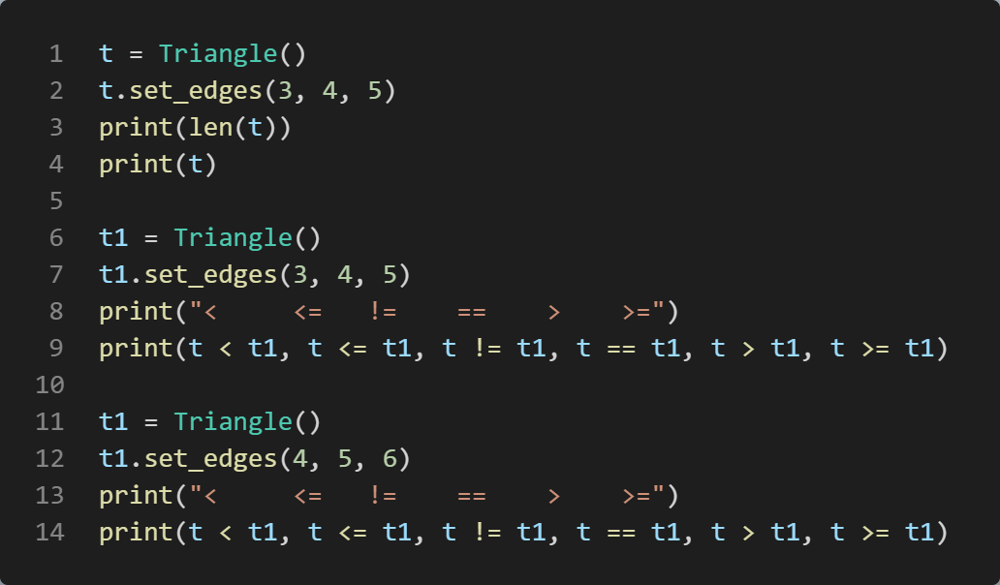 1 t = Triangle()
2 t.set_edges(3, 4, 5)
3 print(len(t))
4 print(t)
5
6 t1 = Triangle()
7 t1.set_edges(3, 4, 5)
8 print("<     <=   !=    ==    >    >=")
9 print(t < t1, t <= t1, t != t1, t == t1, t > t1, t >= t1)
10
11 t1 = Triangle()
12 t1.set_edges(4, 5, 6)
13 print("<     <=   !=    ==    >    >=")
14 print(t < t1, t <= t1, t != t1, t == t1, t > t1, t >= t1)